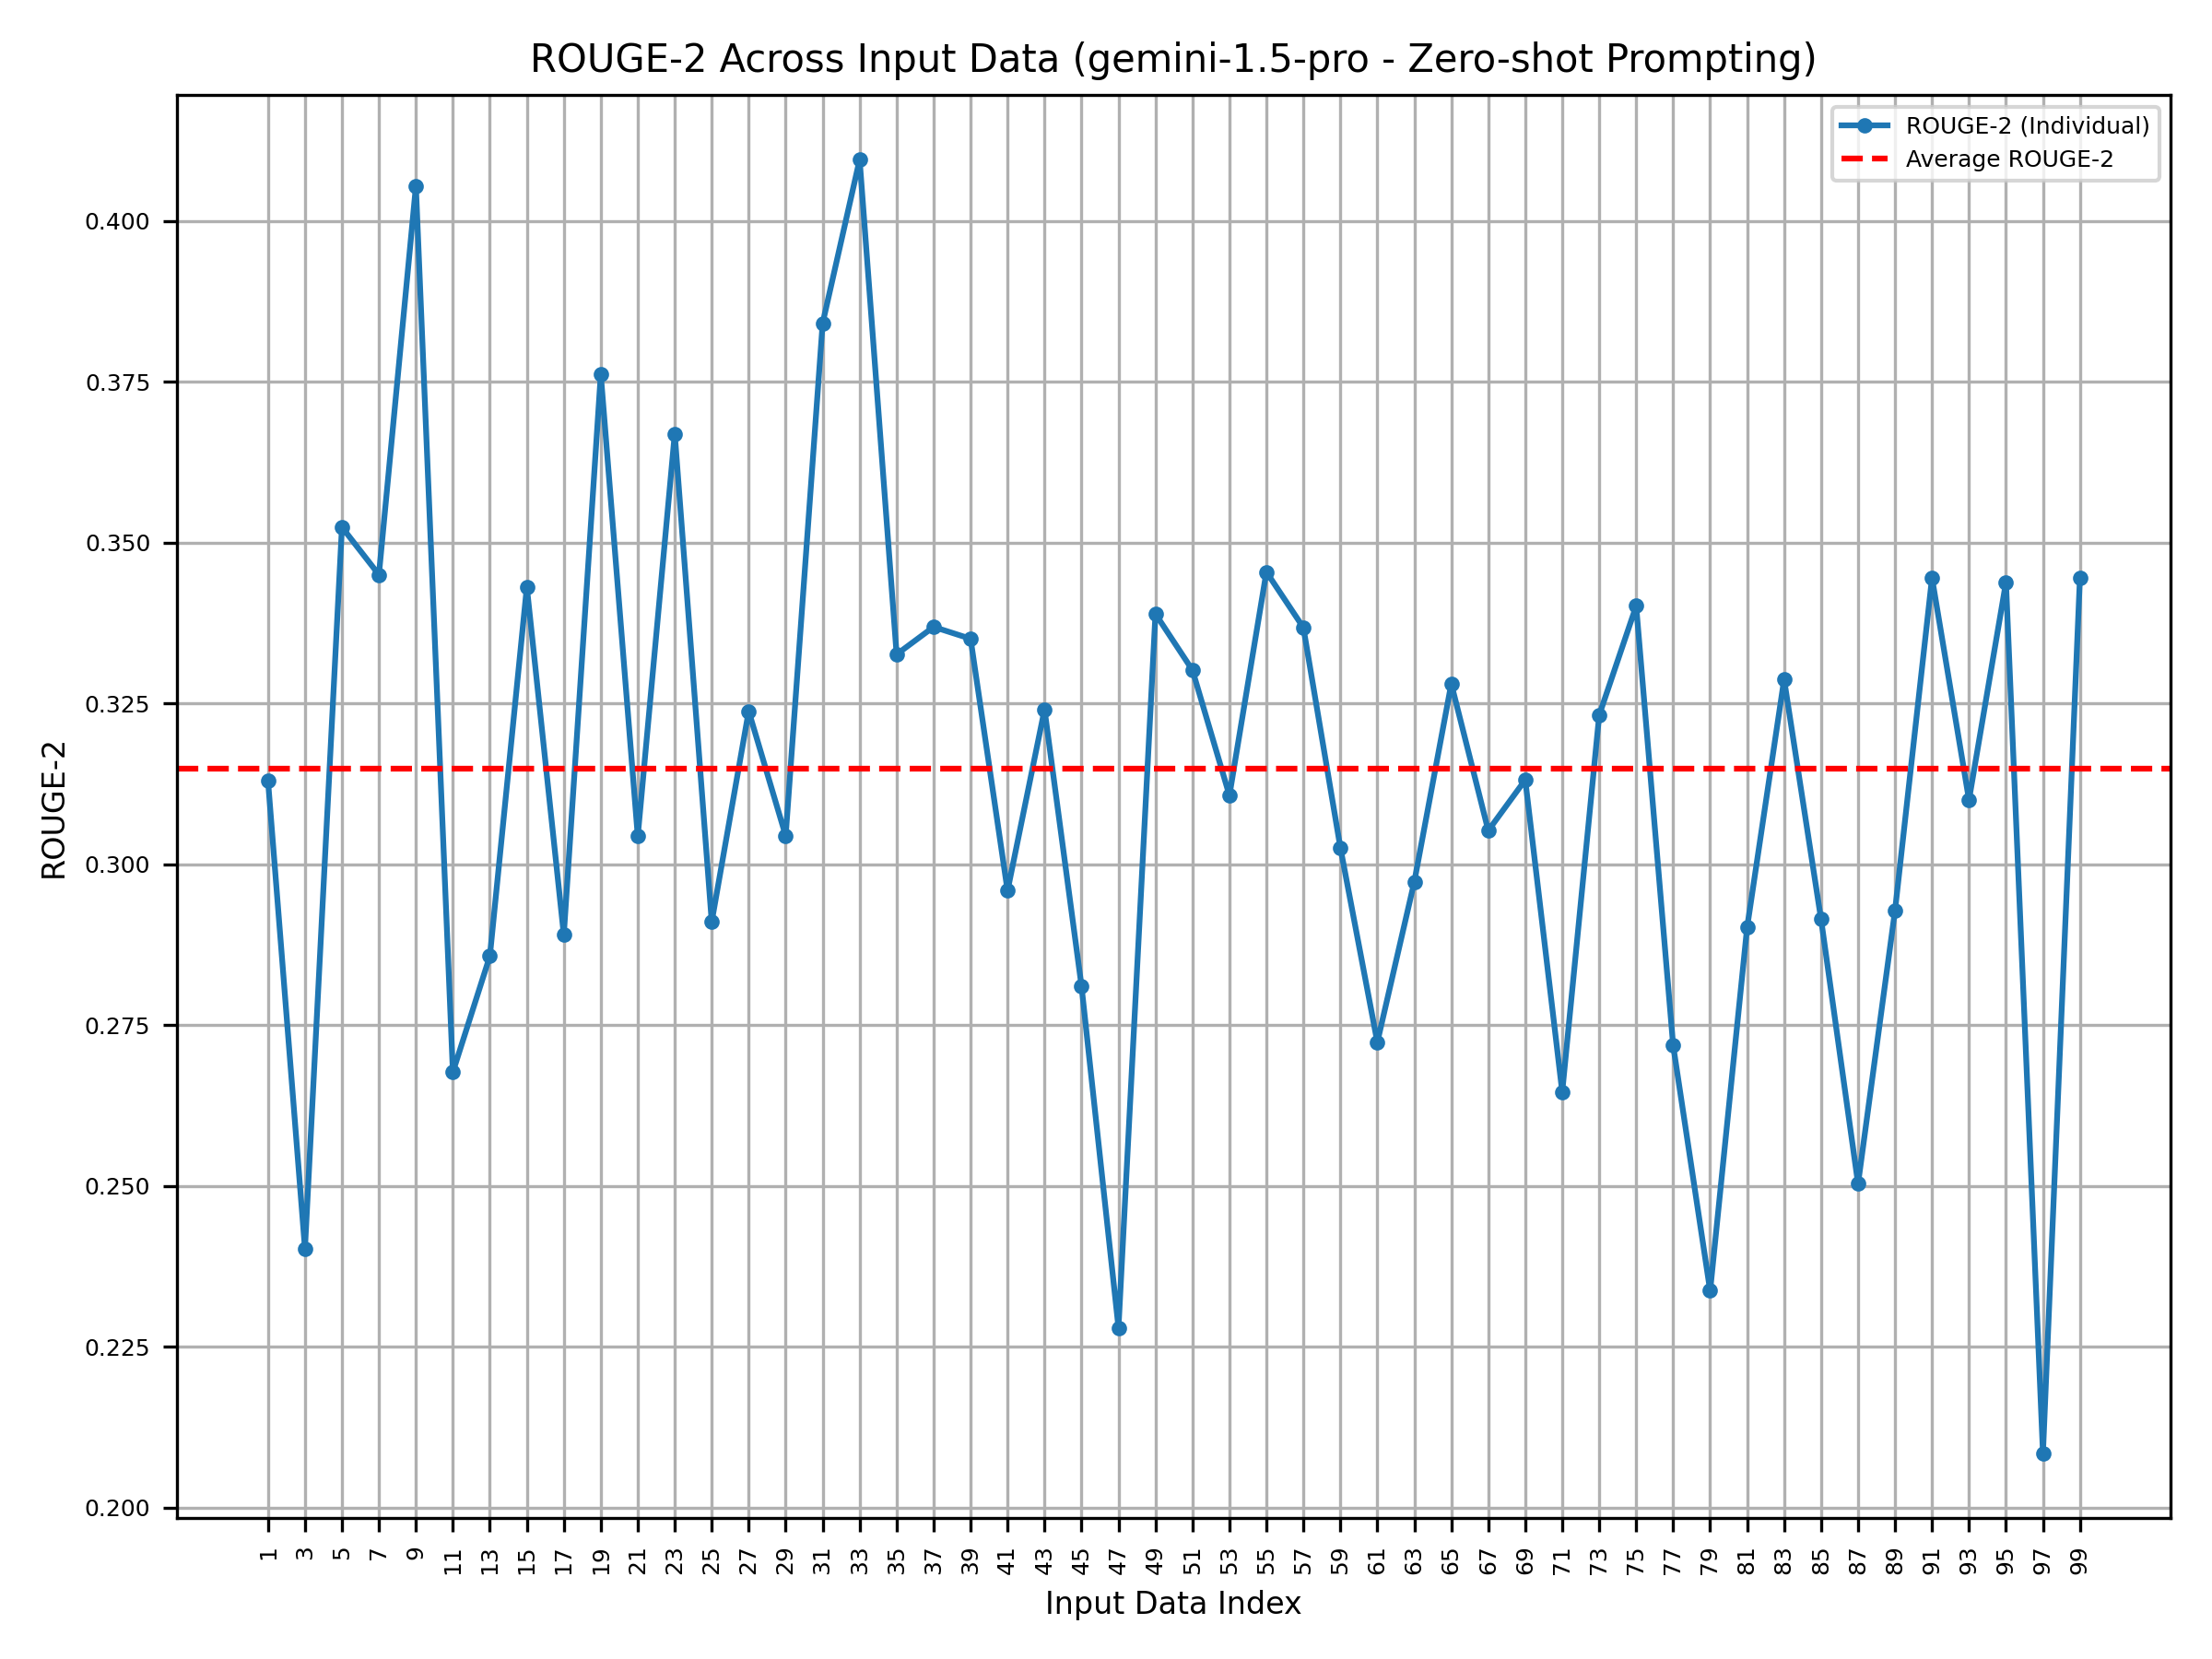 ROUGE-2 Across Input Data (gemini-1.5-pro - Zero-shot Prompting)
ROUGE-2 (Individual)
Average ROUGE-2
0.400
0.375
0.350
0.325
0.300
0.275
0.250
0.225
0.200
ROUGE-2
1 3 5 7 9 11 13 15 17 19 21 23 25 27 29 31 33 35 37 39 41 43 45 47 49 51 53 55 57 59 61 63 65 67 69 71 73 75 77 79 81 83 85 87 89 91 93 95 97 99
Input Data Index